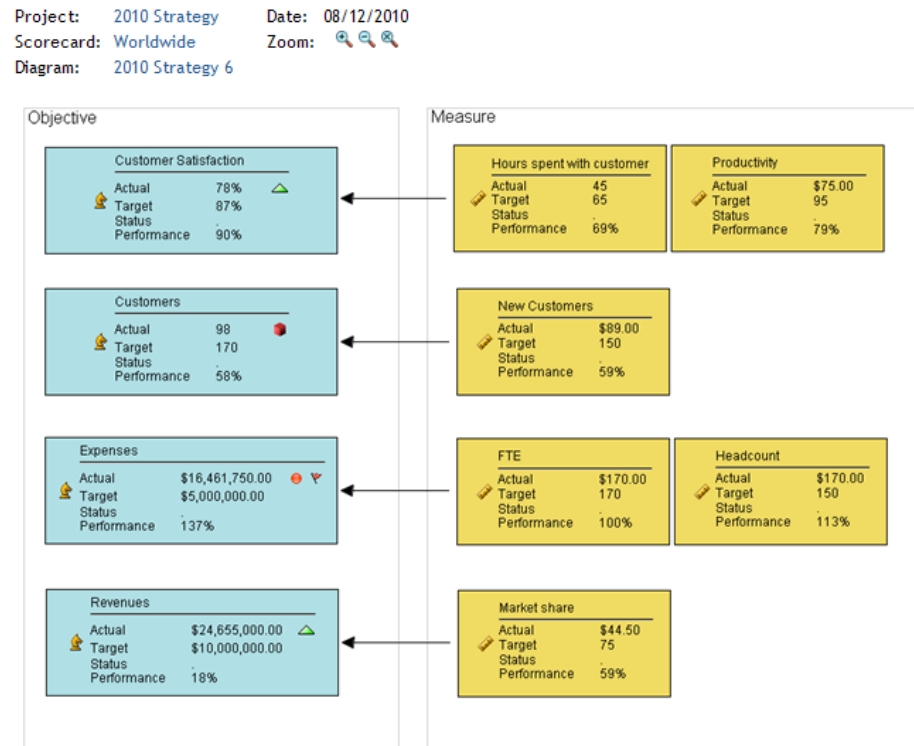 Project: 2010 Strategy Date: 08/12/2010
Scorecard: Worldwide Zoom:
Diagram: 2010 Strategy 6
Objective
Customer Satisfaction
Actual 78%
Target 87%
Status .
Performance 90%
Customers
Actual 98
Target 170
Status .
Performance 58%
Expenses
Actual $16,461,750.00
Target $5,000,000.00
Status .
Performance 137%
Revenues
Actual $24,655,000.00
Target $10,000,000.00
Status .
Performance 18%
Measure
Hours spent with customer
Actual 45
Target 65
Status .
Performance 69%
Productivity
Actual $75.00
Target 95
Status .
Performance 79%
New Customers
Actual $89.00
Target 150
Status .
Performance 59%
FTE
Actual $170.00
Target 170
Status .
Performance 100%
Headcount
Actual $170.00
Target 150
Status .
Performance 113%
Market share
Actual $44.50
Target 75
Status .
Performance 59%